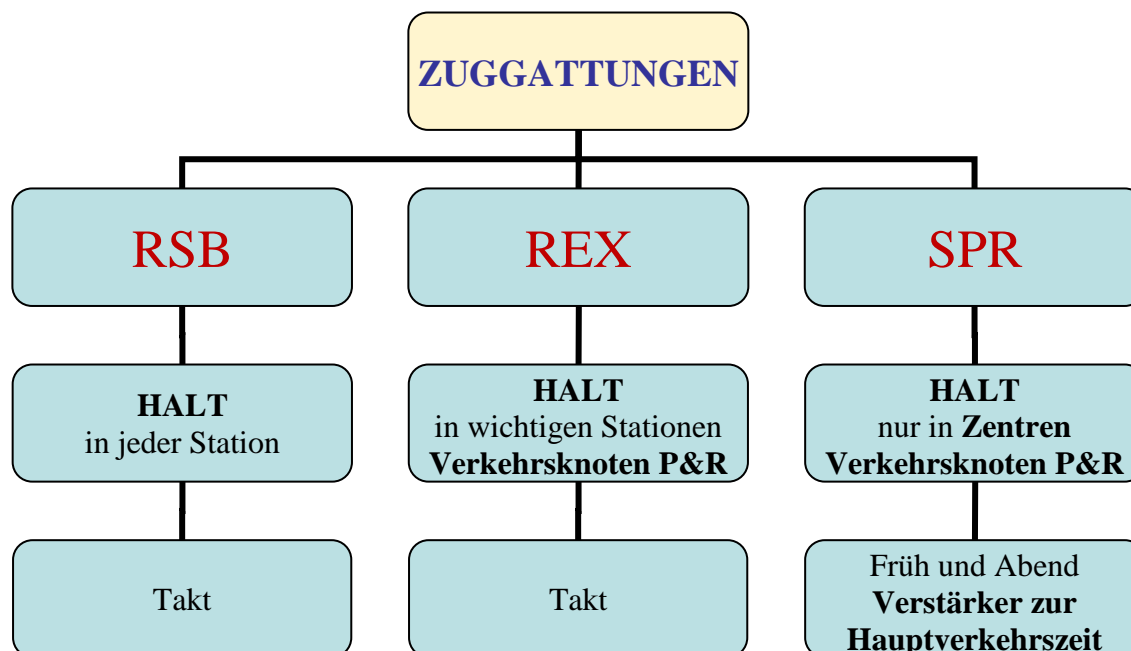 ZUGGATTUNGEN
RSB
REX
SPR
HALT
in jeder Station
HALT
in wichtigen Stationen
Verkehrsknoten P&R
HALT
nur in Zentren
Verkehrsknoten P&R
Takt
Takt
Früh und Abend
Verstärker zur
Hauptverkehrszeit